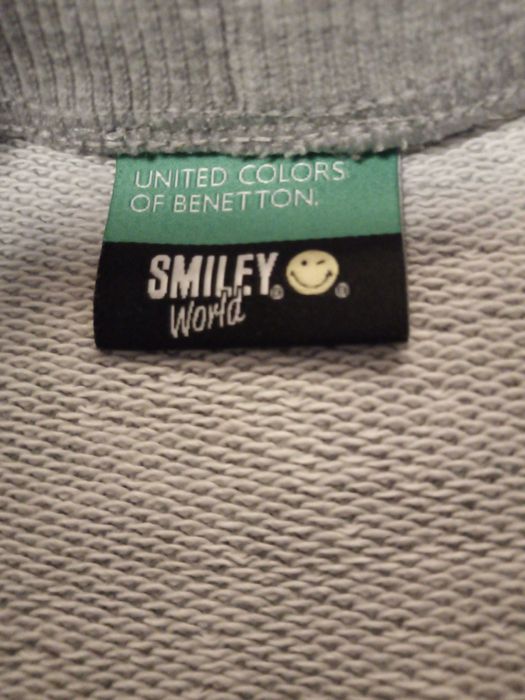 UNITED COLORS
OF BENETTON.
SMILEY ®
World ®